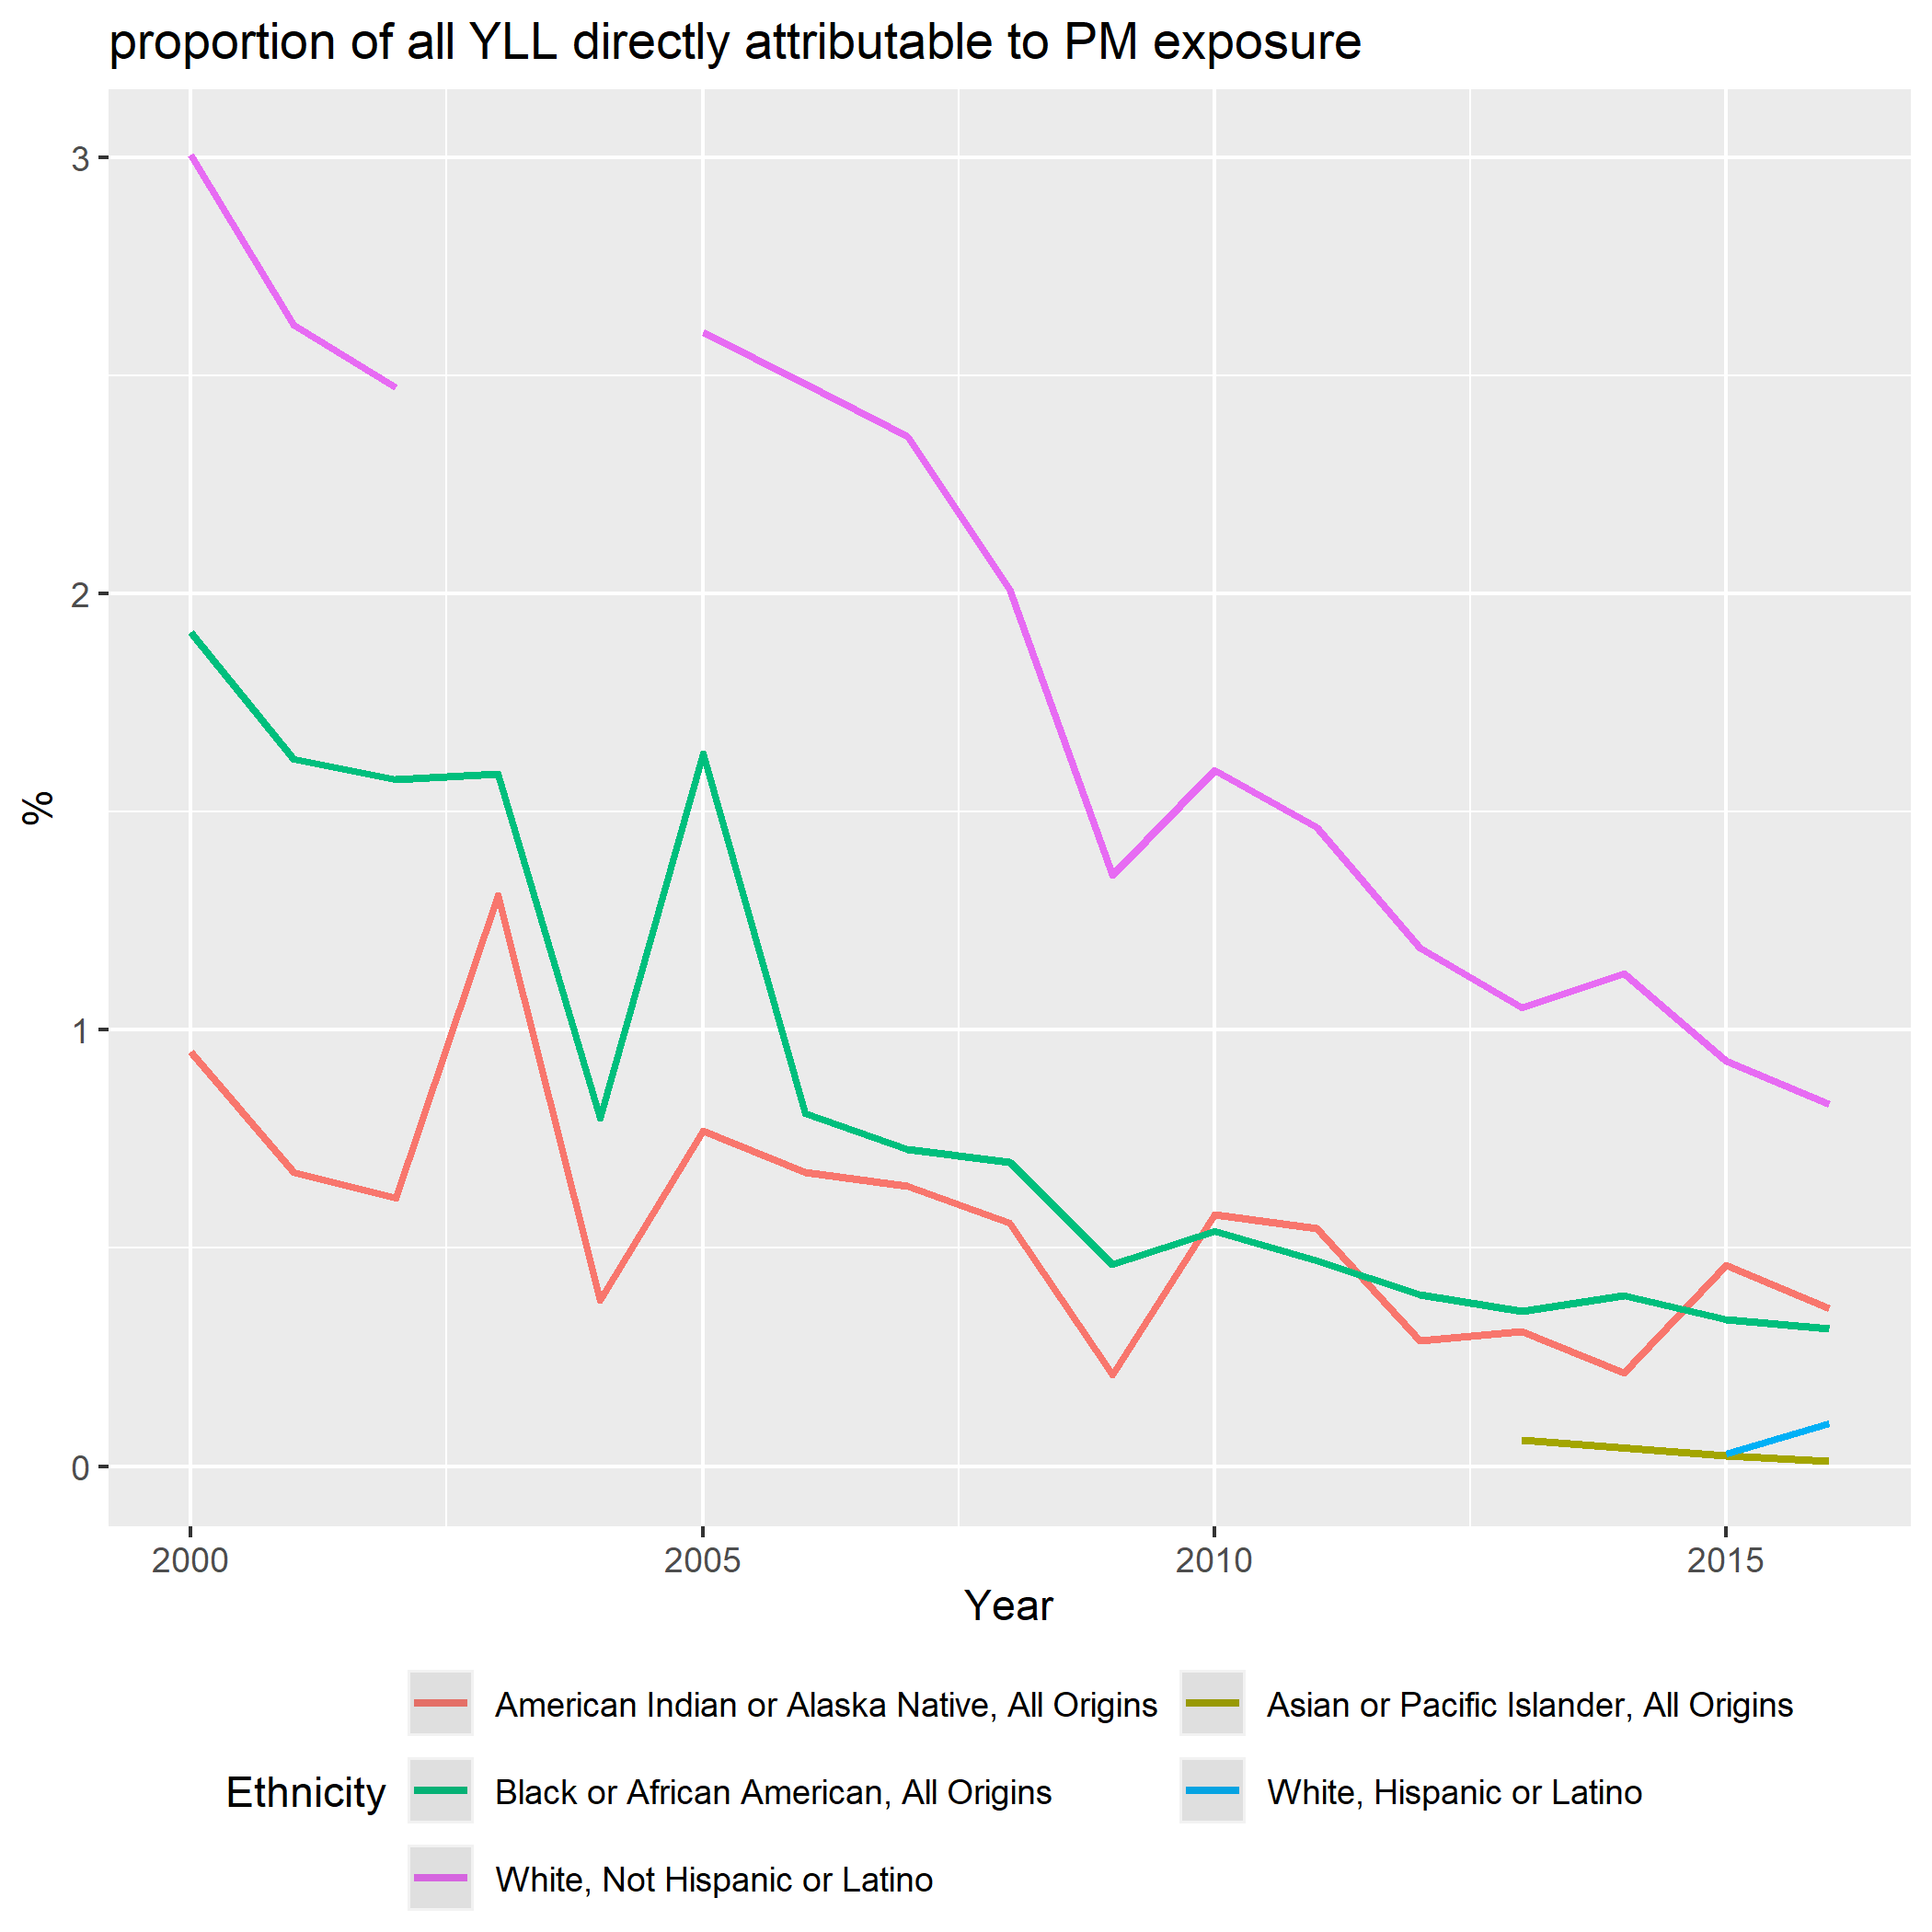 proportion of all YLL directly attributable to PM exposure
3
2
1
0
%
2000 2005 2010 2015
Year
Ethnicity
American Indian or Alaska Native, All Origins
Asian or Pacific Islander, All Origins
Black or African American, All Origins
White, Hispanic or Latino
White, Not Hispanic or Latino